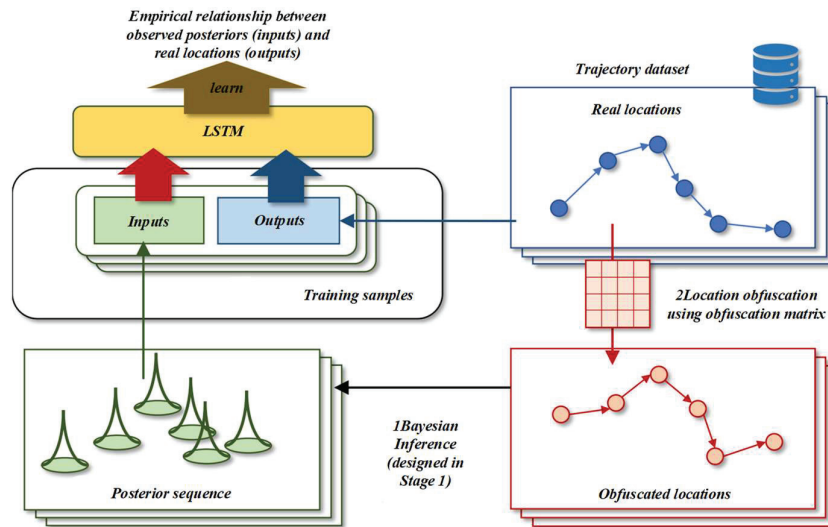 Empirical relationship between
observed posteriors (inputs) and
real locations (outputs)
learn
LSTM
Inputs
Outputs
Training samples
Trajectory dataset
Real locations
2Location obfuscation
using obfuscation matrix
Posterior sequence
1Bayesian
Inference
(designed in
Stage 1)
Obfuscated locations